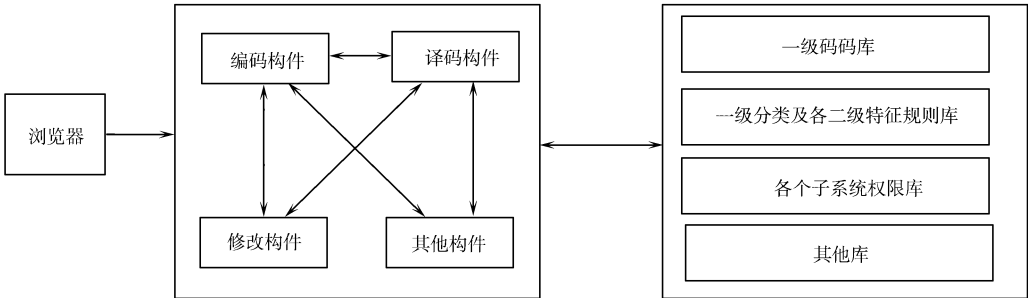 浏览器
编码构件
译码构件
修改构件
其他构件
一级码码库
一级分类及各二级特征规则库
各个子系统权限库
其他库